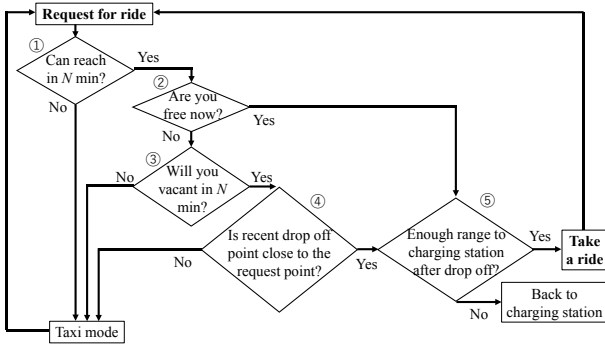 Request for ride
①
Can reach
in N min?
Yes
No
②
Are you
free now?
Yes
No
③
Will you
vacant in N
min?
Yes
No
④
Is recent drop off
point close to the
request point?
Yes
No
⑤
Enough range to
charging station
after drop off?
Yes
No
Take
a ride
Back to
charging station
Taxi mode